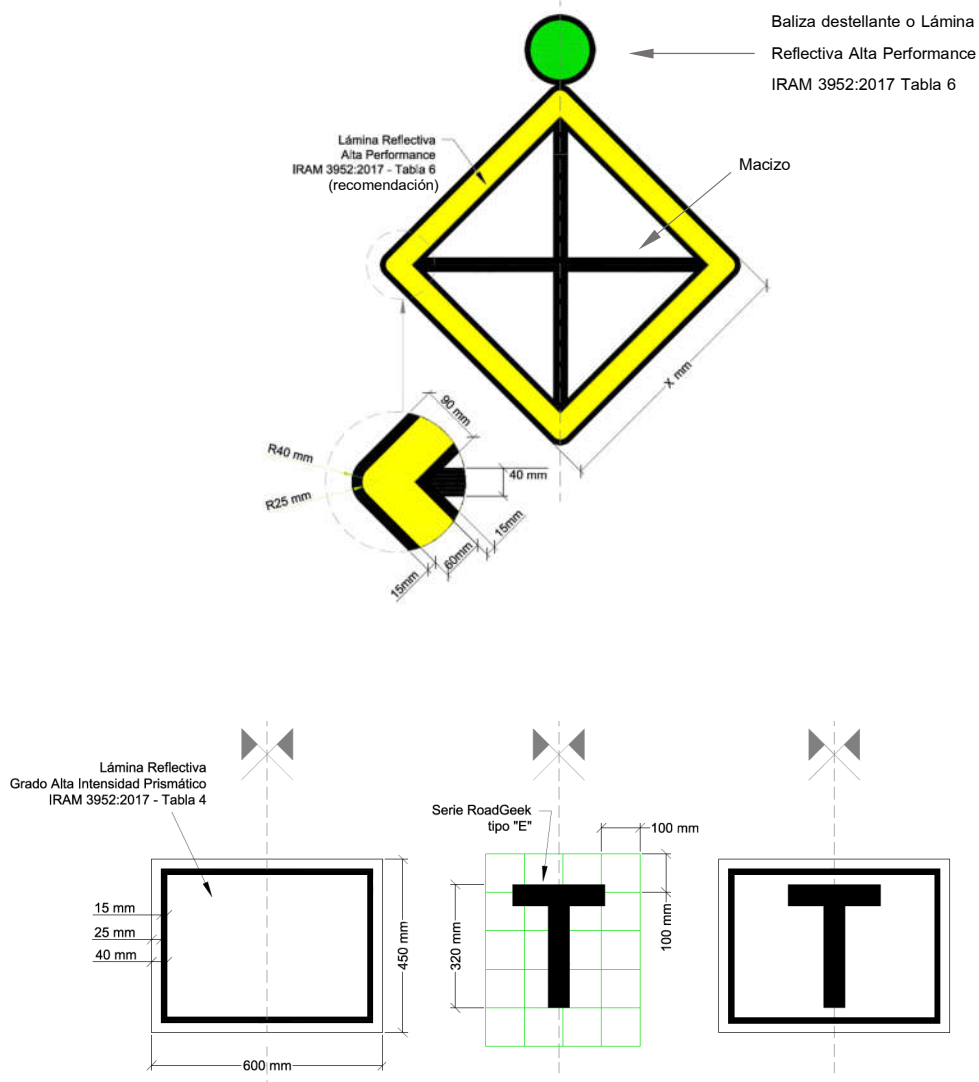 Baliza destellante o Lámina
Reflectiva Alta Performance
IRAM 3952:2017 Tabla 6
Lámina Reflectiva
Alta Performance
IRAM 3952:2017 - Tabla 6
(recomendación)
Macizo
X mm
90 mm
R40 mm
R25 mm
40 mm
15mm
60mm
15mm
Lámina Reflectiva
Grado Alta Intensidad Prismático
IRAM 3952:2017 - Tabla 4
15 mm
25 mm
40 mm
450 mm
600 mm
Serie RoadGeek
tipo "E"
100 mm
100 mm
320 mm
T
T